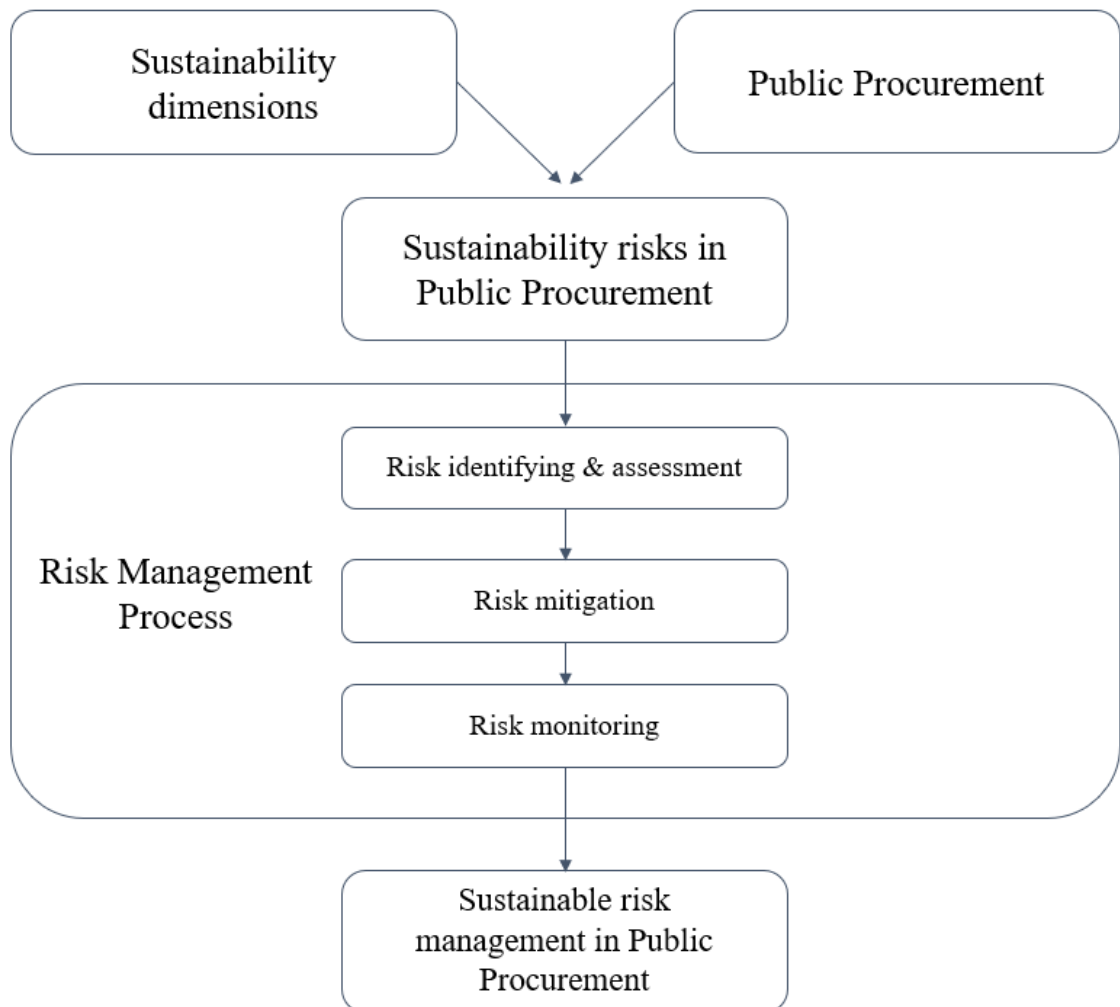 Sustainability
dimensions
Public Procurement
Sustainability risks in
Public Procurement
Risk identifying & assessment
Risk Management
Process
Risk mitigation
Risk monitoring
Sustainable risk
management in Public
Procurement